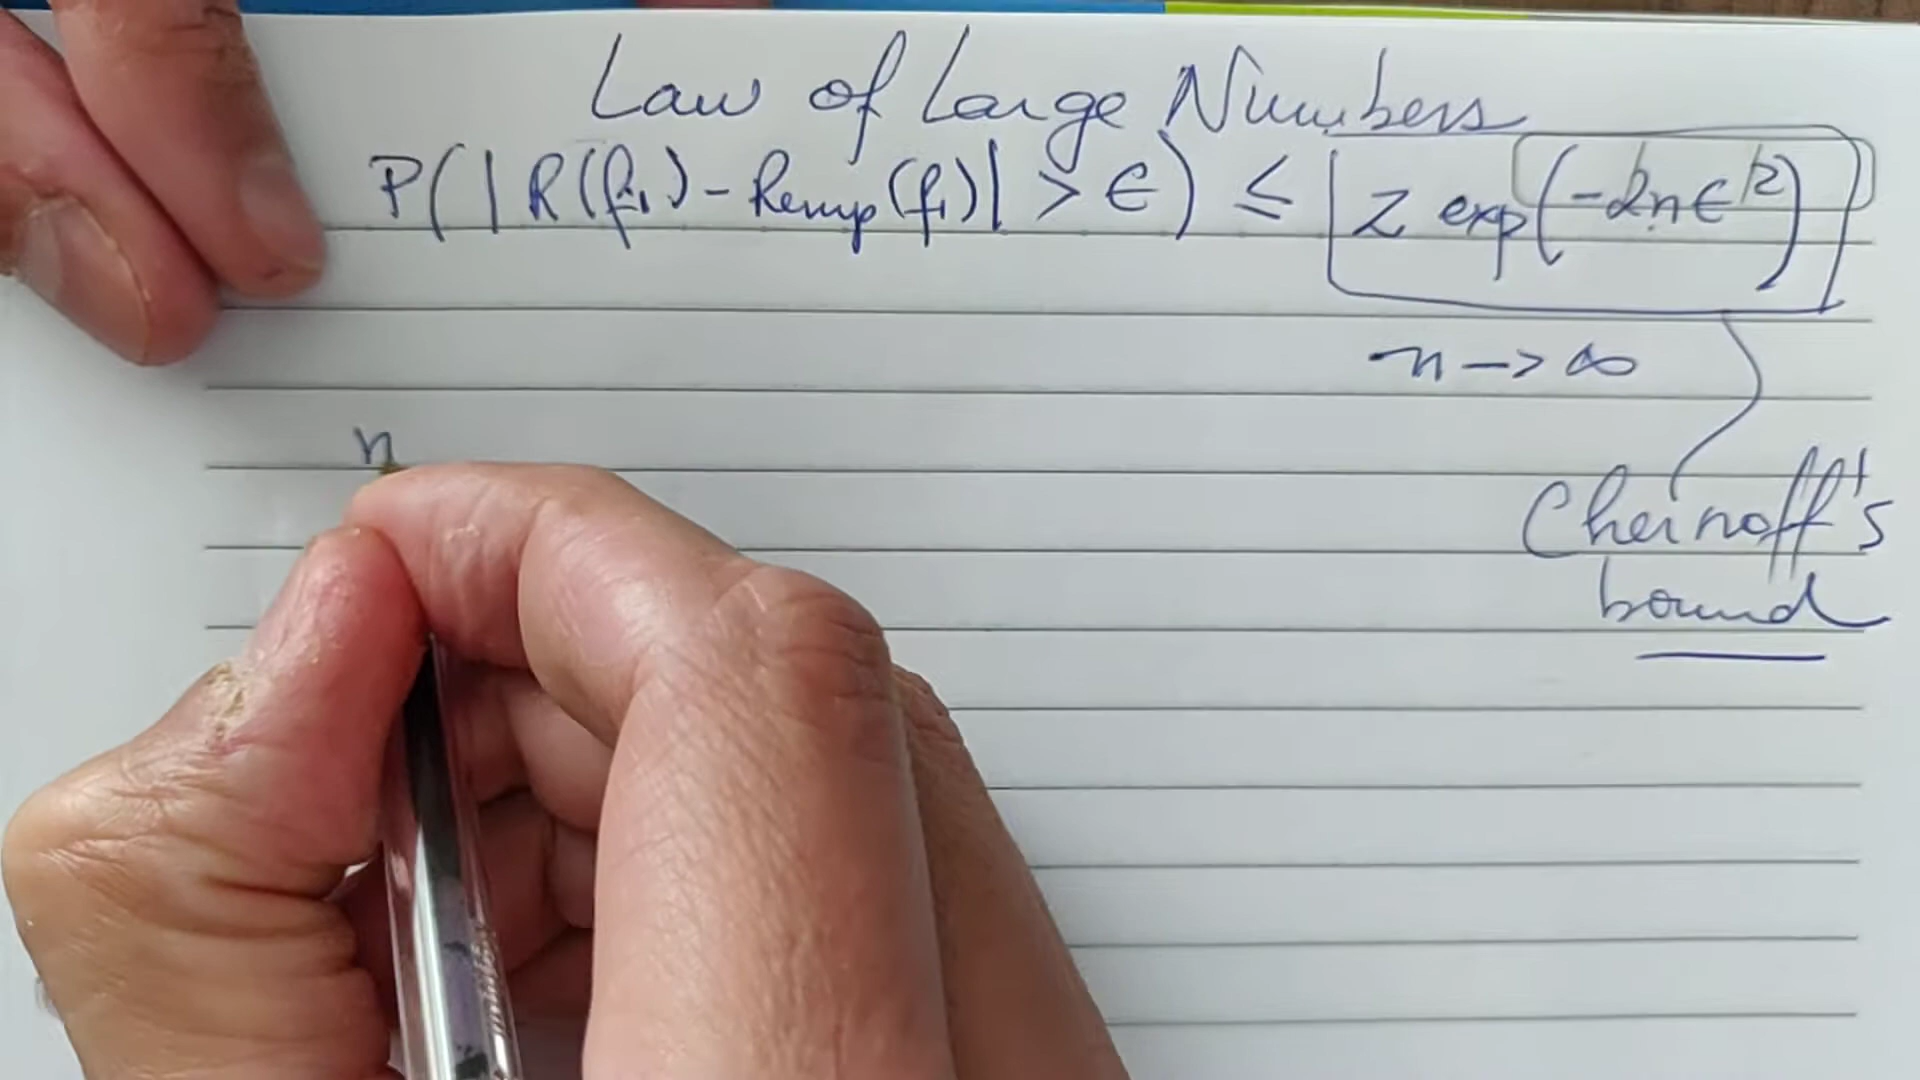 Law of Large Numbers
P(|R(f₁) - Remp(f₁)| > ϵ) ≤ 2 exp(-2nϵ²)
n -> ∞
n
Chernoff's
bound